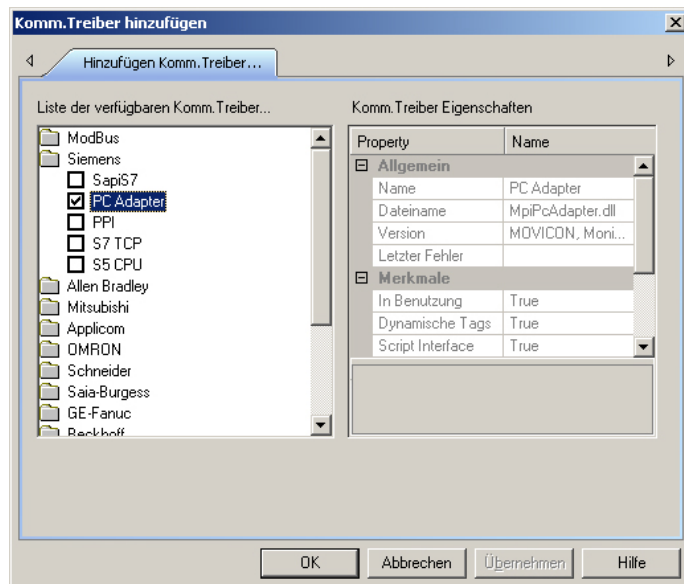 Komm.Treiber hinzufügen
Hinzufügen Komm.Treiber...
Liste der verfügbaren Komm.Treiber...
ModBus
Siemens
SapiS7
PC Adapter
PPI
S7 TCP
S5 CPU
Allen Bradley
Mitsubishi
Applicom
OMRON
Schneider
Saia-Burgess
GE-Fanuc
Beckhoff
Komm.Treiber Eigenschaften
Property Name
Allgemein
Name PC Adapter
Dateiname MpiPcAdapter.dll
Version MOVICON, Moni...
Letzter Fehler
Merkmale
In Benutzung True
Dynamische Tags True
Script Interface True
OK Abbrechen Übernehmen Hilfe